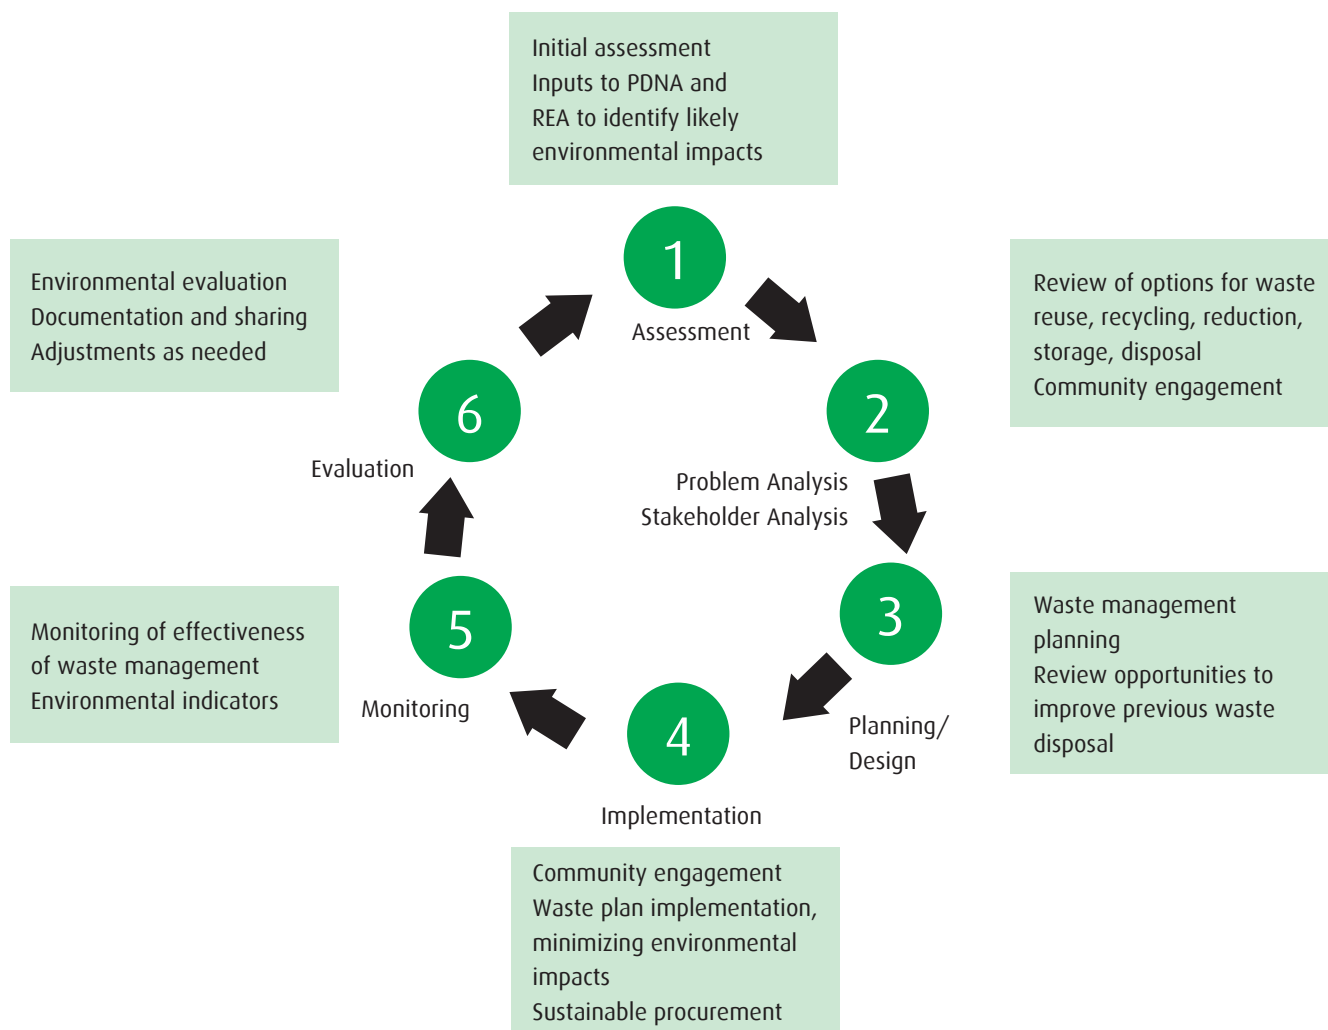 Initial assessment
Inputs to PDNA and
REA to identify likely
environmental impacts
1
Assessment
Review of options for waste
reuse, recycling, reduction,
storage, disposal
Community engagement
2
Problem Analysis
Stakeholder Analysis
Waste management
planning
Review opportunities to
improve previous waste
disposal
3
Planning/
Design
4
Implementation
Community engagement
Waste plan implementation,
minimizing environmental
impacts
Sustainable procurement
5
Monitoring
Monitoring of effectiveness
of waste management
Environmental indicators
6
Evaluation
Environmental evaluation
Documentation and sharing
Adjustments as needed